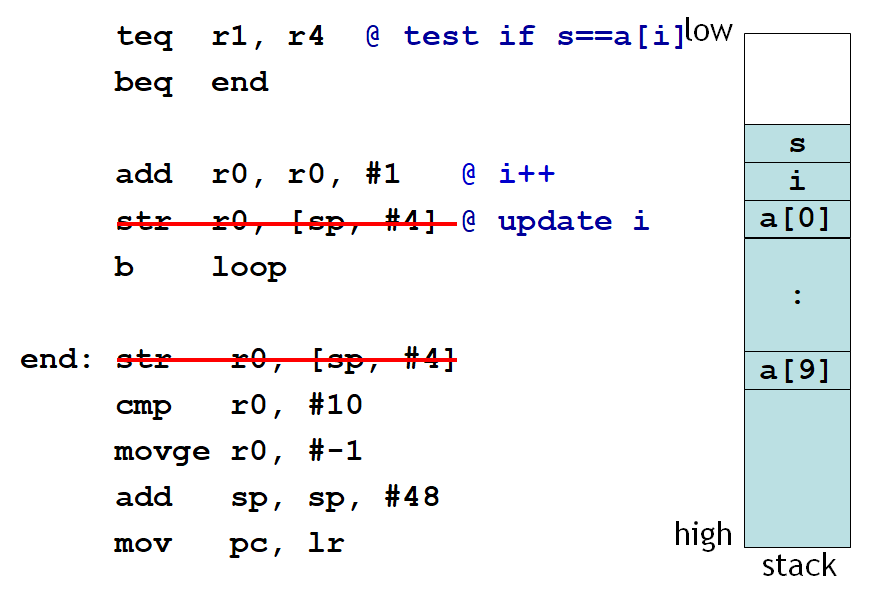 teq r1, r4 @ test if s==a[i]
beq end
add r0, r0, #1 @ i++
str r0, [sp, #4] @ update i
b loop
end: str r0, [sp, #4]
cmp r0, #10
movge r0, #-1
add sp, sp, #48
mov pc, lr
low
s
i
a[0]
:
a[9]
high
stack